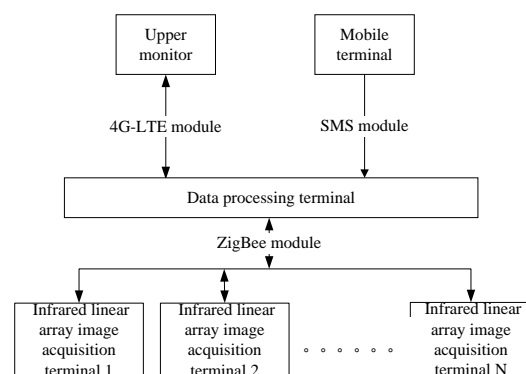 Upper
monitor
Mobile
terminal
4G-LTE module
SMS module
Data processing terminal
ZigBee module
Infrared linear
array image
acquisition
terminal 1
Infrared linear
array image
acquisition
terminal 2
Infrared linear
array image
acquisition
terminal N